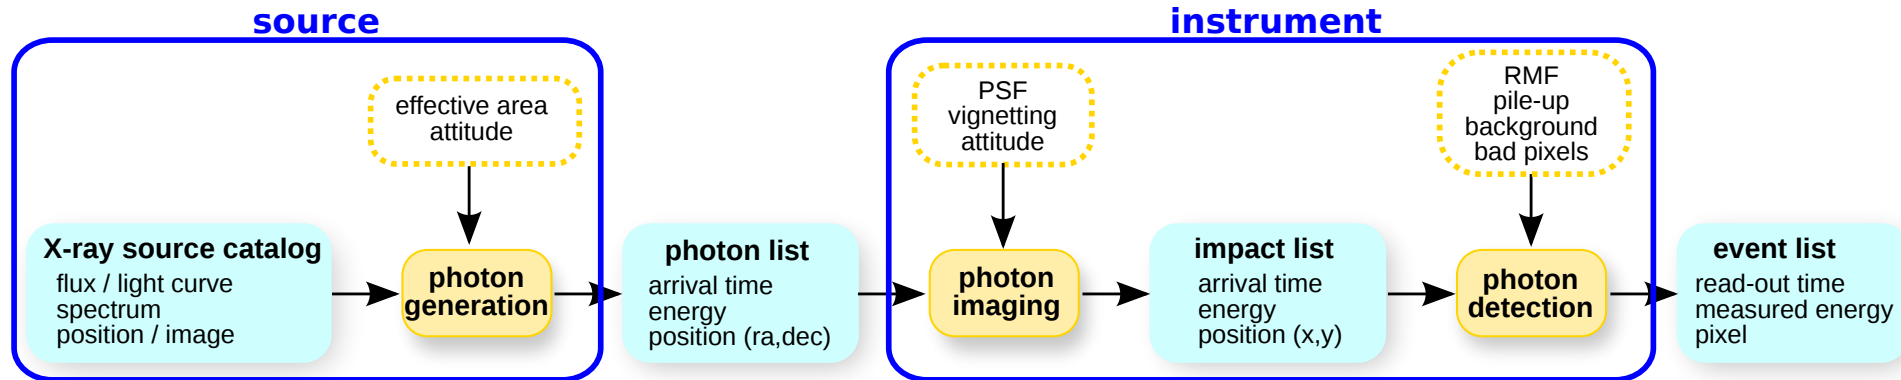 source
instrument
effective area
attitude
PSF
vignetting
attitude
RMF
pile-up
background
bad pixels
X-ray source catalog
flux / light curve
spectrum
position / image
photon
generation
photon list
arrival time
energy
position (ra,dec)
photon
imaging
impact list
arrival time
energy
position (x,y)
photon
detection
event list
read-out time
measured energy
pixel